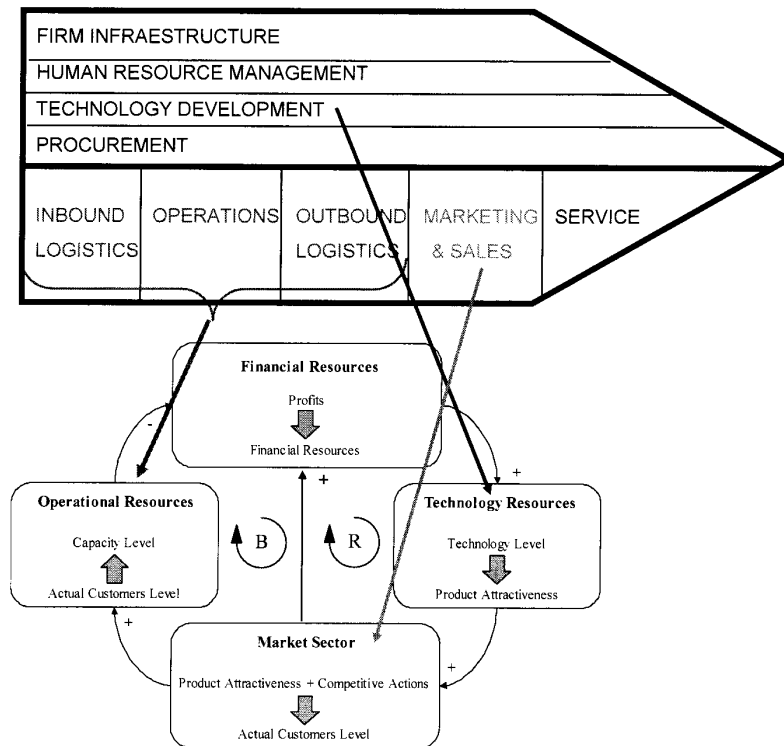 FIRM INFRAESTRUCTURE
HUMAN RESOURCE MANAGEMENT
TECHNOLOGY DEVELOPMENT
PROCUREMENT
INBOUND
LOGISTICS
OPERATIONS
OUTBOUND
LOGISTICS
MARKETING
& SALES
SERVICE
Financial Resources
Profits
Financial Resources
-
+
+
Operational Resources
Capacity Level
Actual Customers Level
B
R
Technology Resources
Technology Level
Product Attractiveness
+
+
Market Sector
Product Attractiveness + Competitive Actions
Actual Customers Level